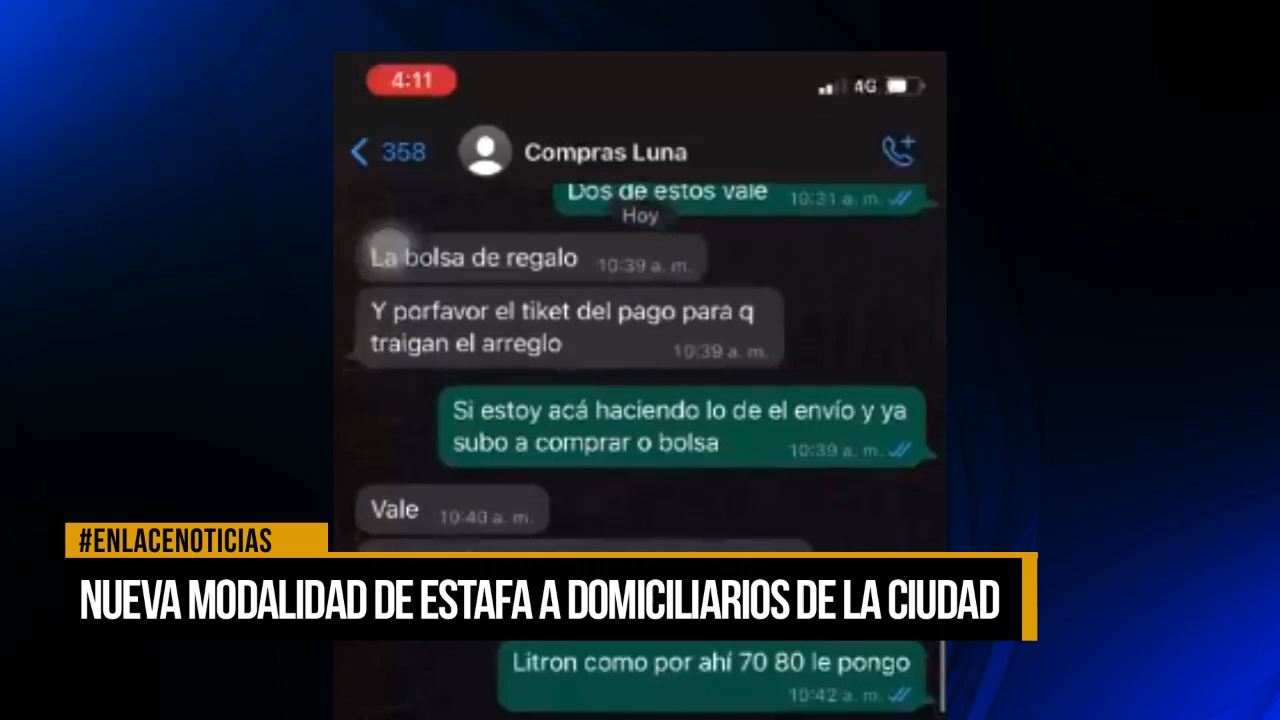 4:11
4G
358
Compras Luna
Dos de estos vale
10:31 a. m.
Hoy
La bolsa de regalo
10:39 a. m.
Y porfavor el tiket del pago para q
traigan el arreglo
10:39 a. m.
Si estoy acá haciendo lo de el envío y ya
subo a comprar o bolsa
10:39 a. m.
Vale
10:40 a. m.
#ENLACENOTICIAS
NUEVA MODALIDAD DE ESTAFA A DOMICILIARIOS DE LA CIUDAD
Litron como por ahí 70 80 le pongo
10:42 a. m.